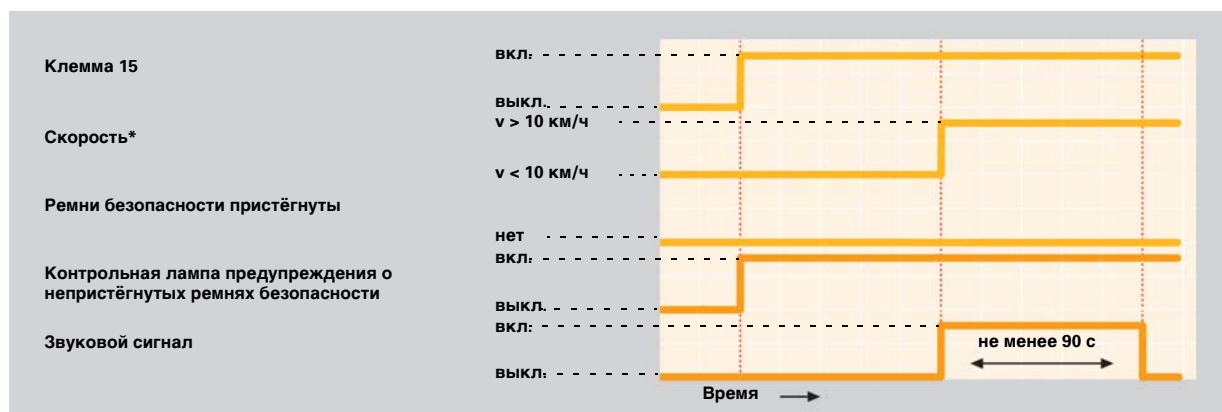 Клемма 15
вкл.
выкл.
Скорость*
v > 10 км/ч
v < 10 км/ч
Ремни безопасности пристёгнуты
нет
Контрольная лампа предупреждения о
непристёгнутых ремнях безопасности
вкл.
выкл.
Звуковой сигнал
вкл.
выкл.
не менее 90 с
Время